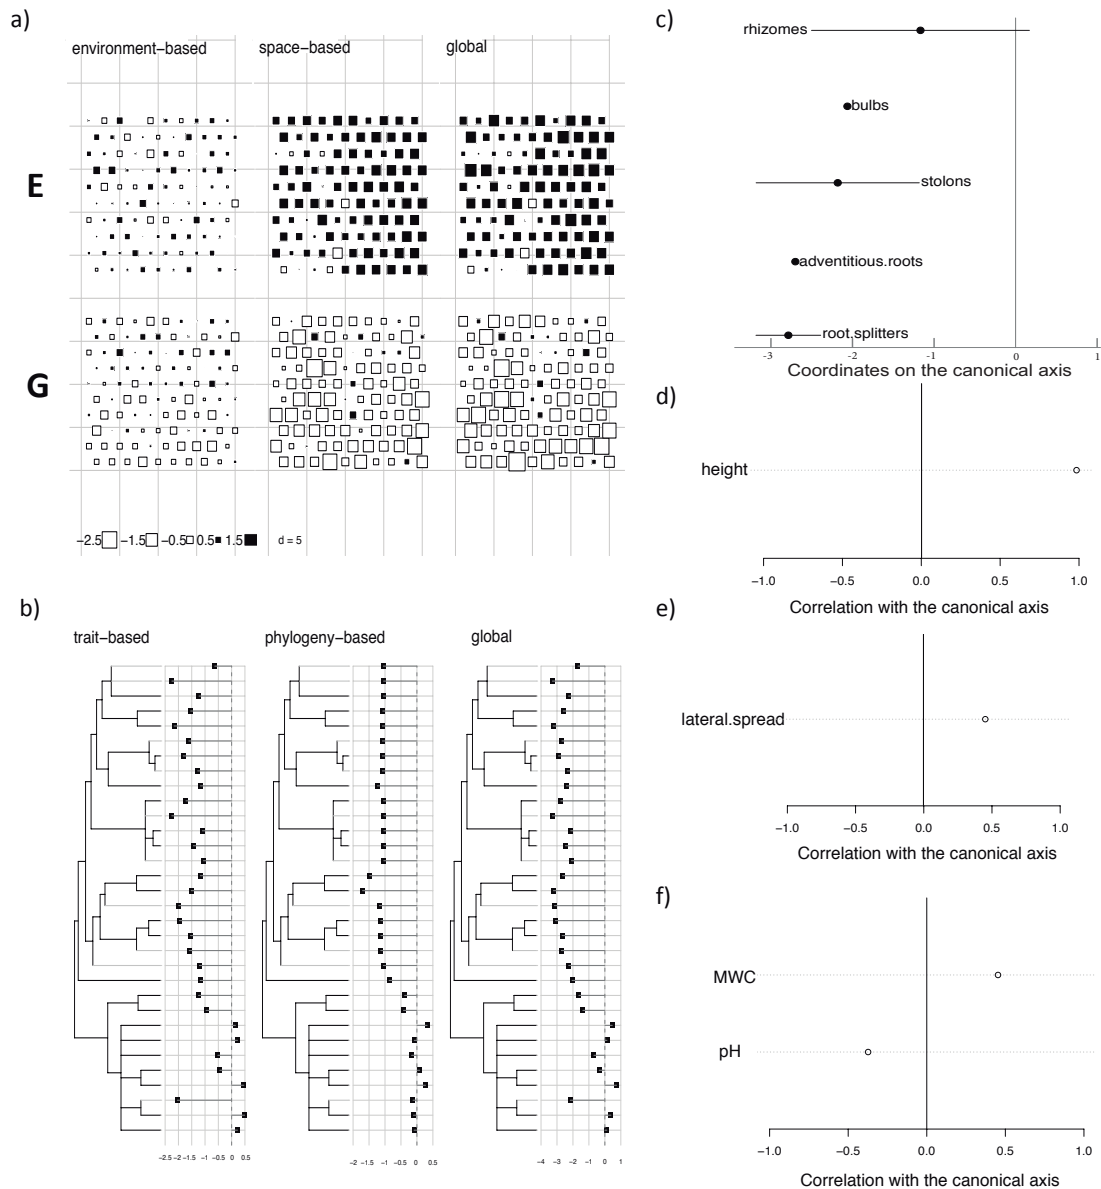 a)
environment−based space−based global
E
G
−2.5 −1.5 −0.5 0.5 1.5 d = 5
b)
trait−based phylogeny−based global
−2.5 −2 −1.5 −1 −0.5 0 0.5
−2 −1.5 −1 −0.5 0 0.5
−4 −3 −2 −1 0 1
c)
rhizomes
bulbs
stolons
adventitious.roots
root.splitters
−3 −2 −1 0 1
Coordinates on the canonical axis
d)
height
−1.0 −0.5 0.0 0.5 1.0
Correlation with the canonical axis
e)
lateral.spread
−1.0 −0.5 0.0 0.5 1.0
Correlation with the canonical axis
f)
MWC
pH
−1.0 −0.5 0.0 0.5 1.0
Correlation with the canonical axis